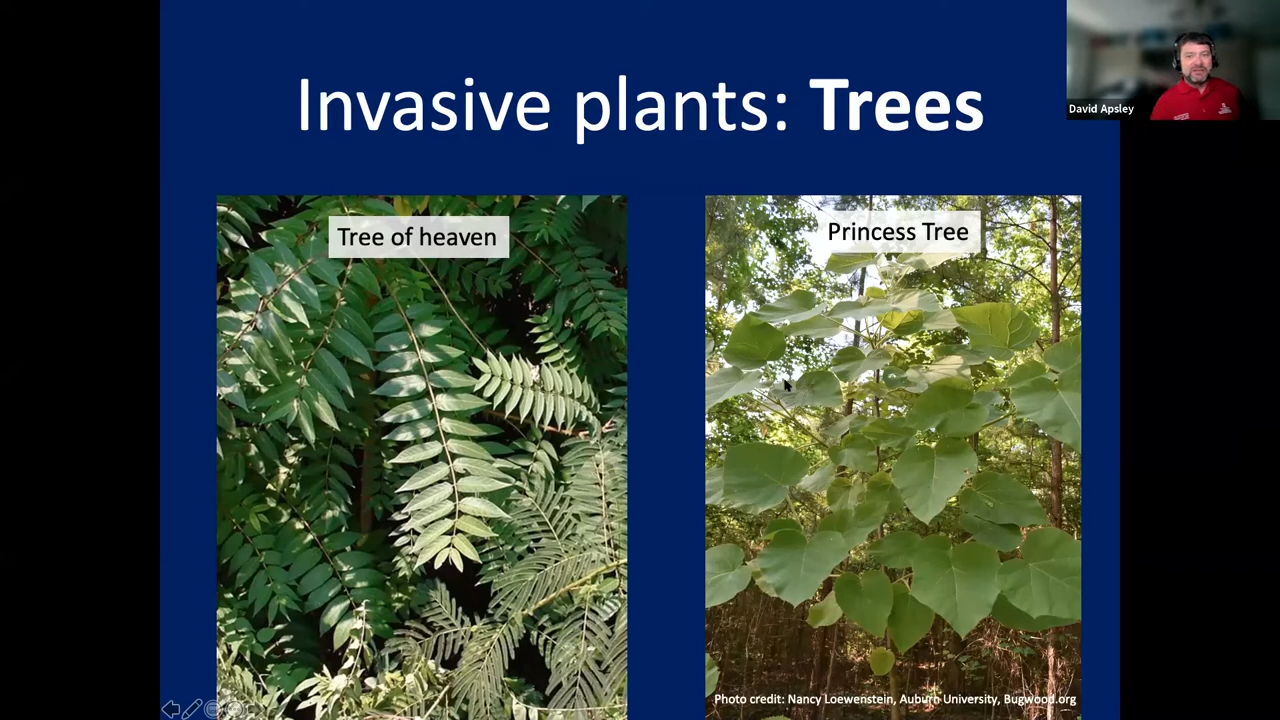 Invasive plants: Trees
David Apsley
Tree of heaven
Princess Tree
Photo credit: Nancy Loewenstein, Auburn University, Bugwood.org